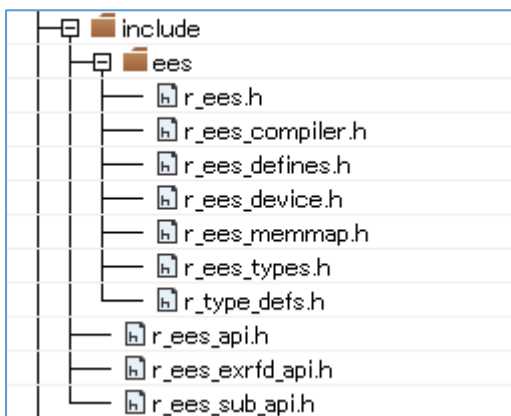 include
ees
r_ees.h
r_ees_compiler.h
r_ees_defines.h
r_ees_device.h
r_ees_memmap.h
r_ees_types.h
r_type_defs.h
r_ees_api.h
r_ees_exrfd_api.h
r_ees_sub_api.h